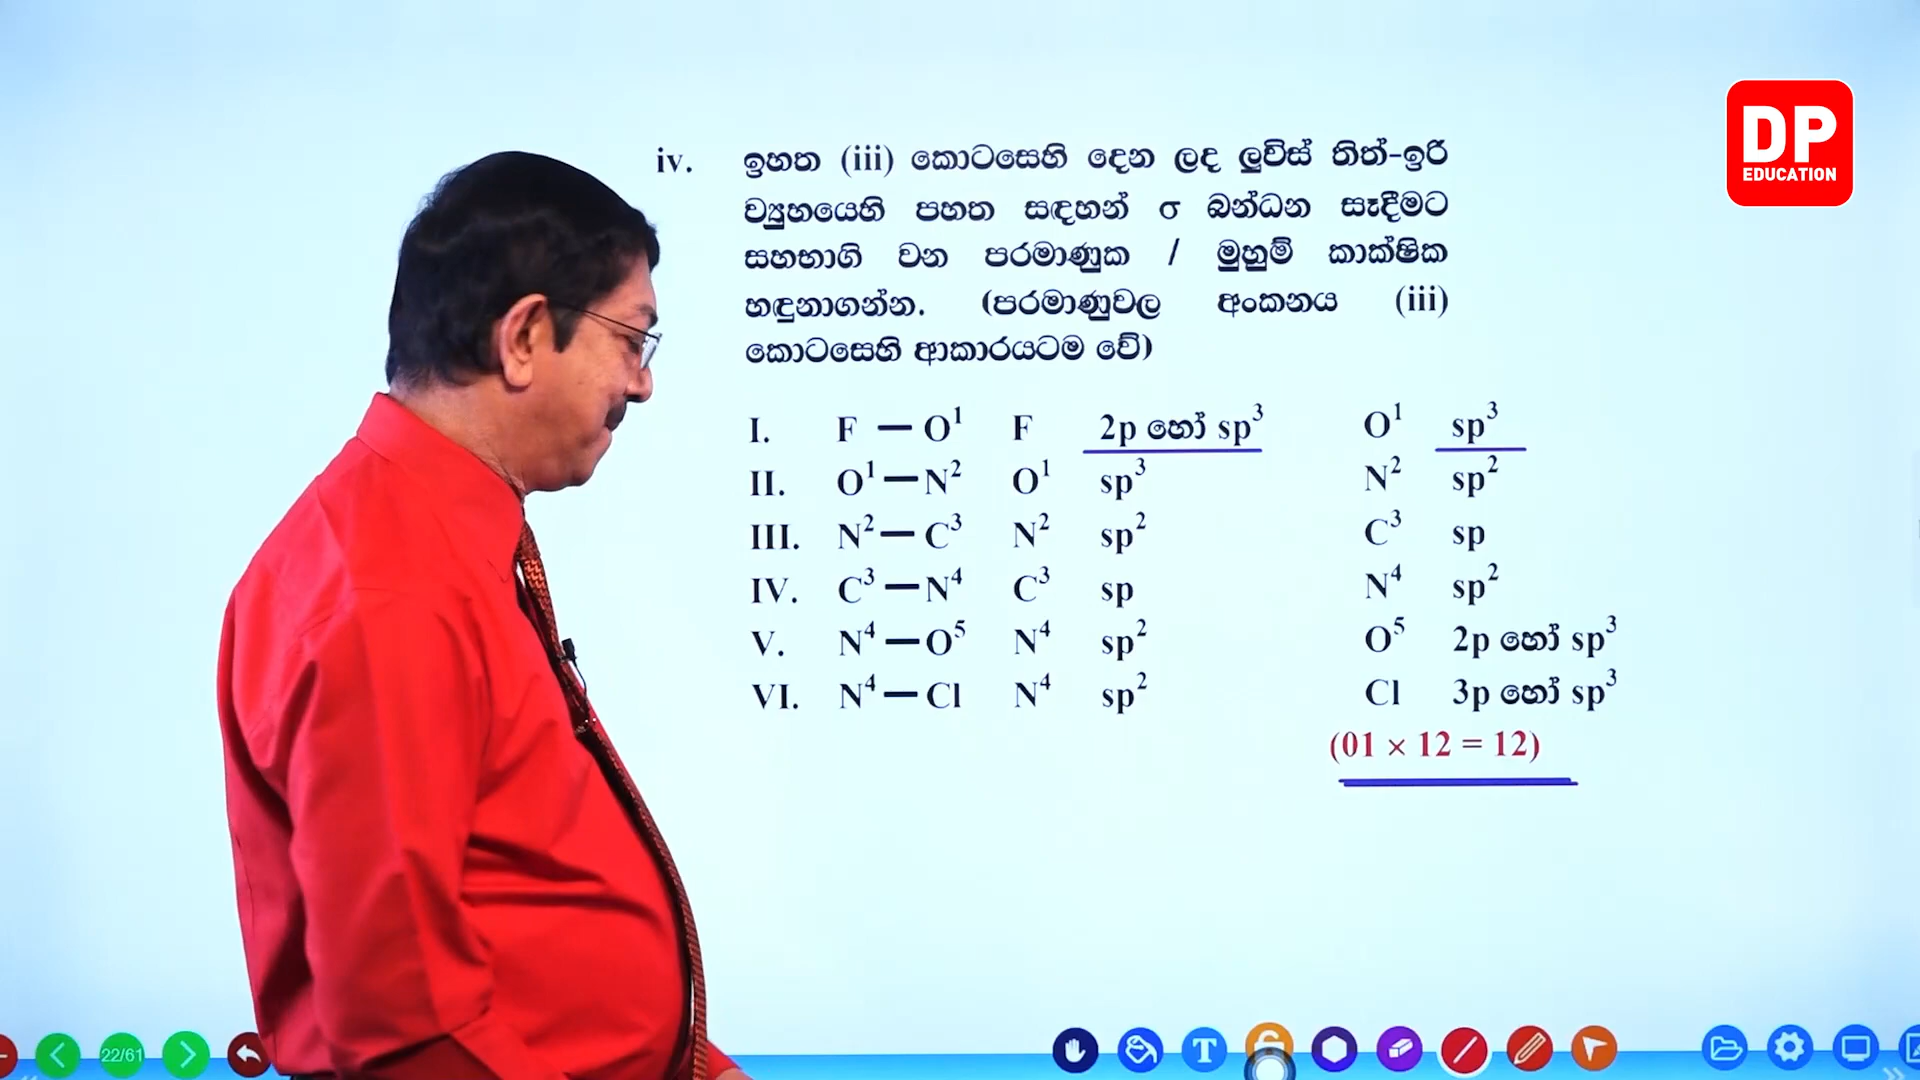 DP
EDUCATION
iv. ඉහත (iii) කොටසෙහි දෙන ලද ලුවිස් තිත්-ඉරි
ව්‍යුහයෙහි පහත සඳහන් σ බන්ධන සෑදීමට
සහභාගි වන පරමාණුක / මුහුම් කාක්ෂික
හඳුනාගන්න. (පරමාණුවල අංකනය (iii)
කොටසෙහි ආකාරයටම වේ)
I. F — O¹ F 2p හෝ sp³ O¹ sp³
II. O¹ — N² O¹ sp³ N² sp²
III. N² — C³ N² sp² C³ sp
IV. C³ — N⁴ C³ sp N⁴ sp²
V. N⁴ — O⁵ N⁴ sp² O⁵ 2p හෝ sp³
VI. N⁴ — Cl N⁴ sp² Cl 3p හෝ sp³
(01 × 12 = 12)
22/61
T